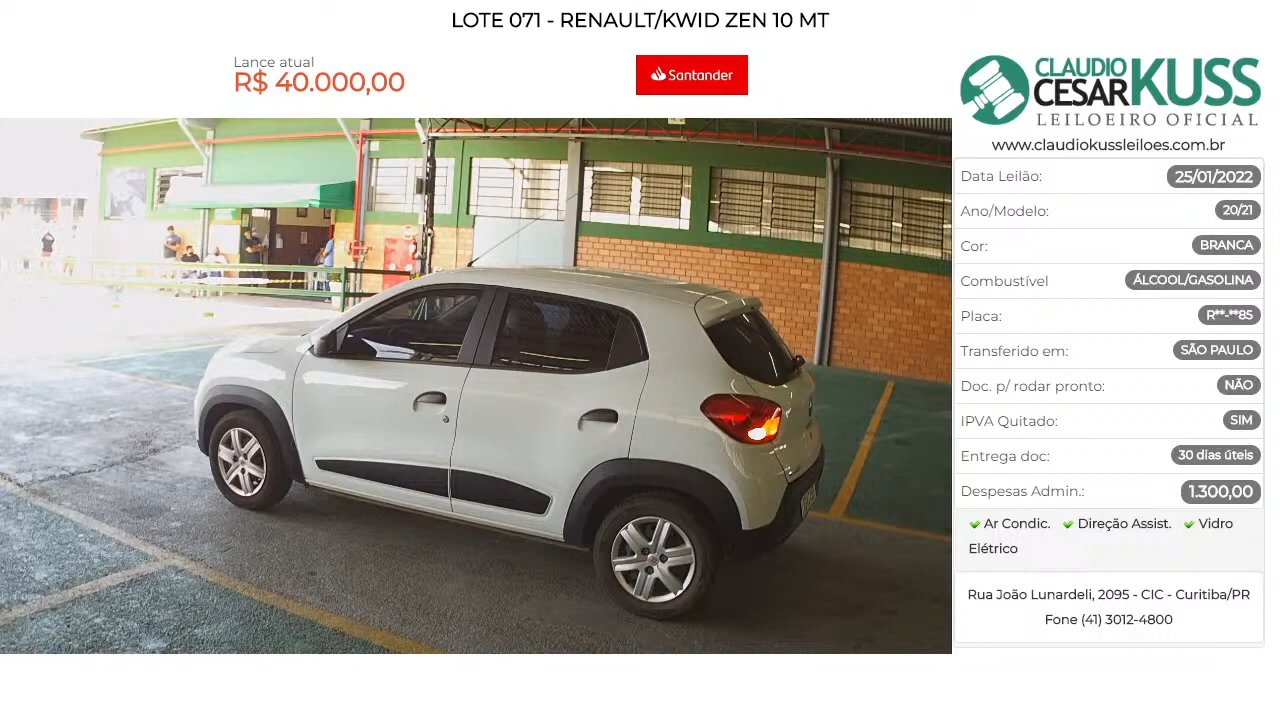 LOTE 071 - RENAULT/KWID ZEN 10 MT
Lance atual
R$ 40.000,00
Santander
CLAUDIO
CESAR KUSS
LEILOEIRO OFICIAL
www.claudiokussleiloes.com.br
Data Leilão: 25/01/2022
Ano/Modelo: 20/21
Cor: BRANCA
Combustível ÁLCOOL/GASOLINA
Placa: R**-**85
Transferido em: SÃO PAULO
Doc. p/ rodar pronto: NÃO
IPVA Quitado: SIM
Entrega doc: 30 dias úteis
Despesas Admin.: 1.300,00
Ar Condic. Direção Assist. Vidro
Elétrico
Rua João Lunardeli, 2095 - CIC - Curitiba/PR
Fone (41) 3012-4800